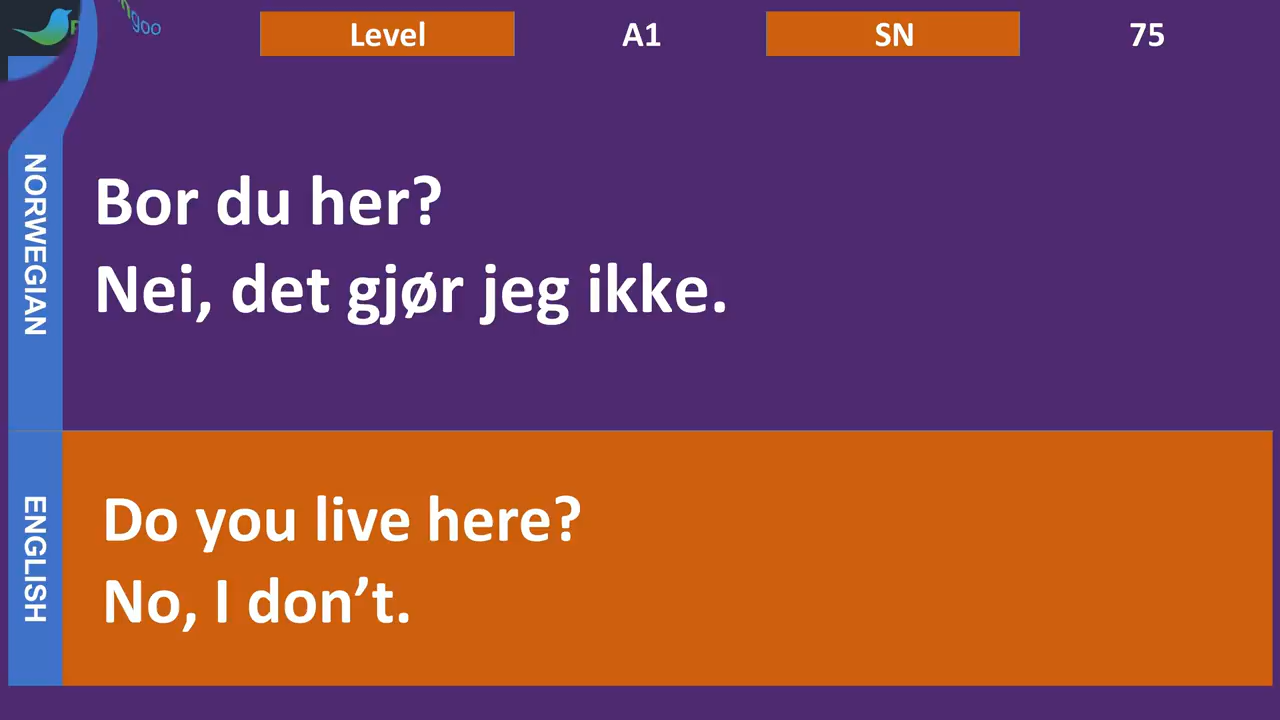 goo
Level A1 SN 75
NORWEGIAN
Bor du her?
Nei, det gjør jeg ikke.
ENGLISH
Do you live here?
No, I don’t.